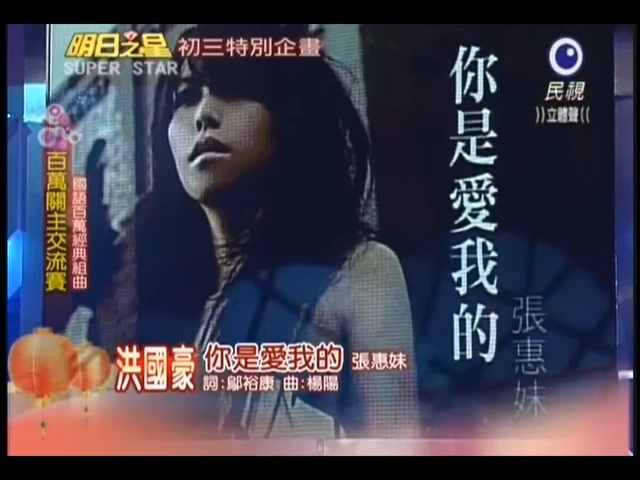 明日之星
初三特別企畫
SUPER STAR
民視
))立體聲((
百萬關主交流賽
國語百萬經典組曲
你是愛我的
張惠妹
洪國豪
你是愛我的 張惠妹
詞:鄔裕康 曲:楊陽